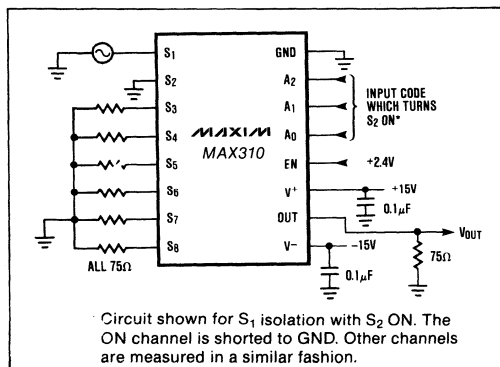 S1
S2
S3
S4
S5
S6
S7
S8
ALL 75Ω
MAXIM
MAX310
GND
A2
A1
A0
EN
V+
OUT
V−
INPUT CODE
WHICH TURNS
S2 ON*
+2.4V
+15V
0.1µF
VOUT
−15V
75Ω
0.1µF
Circuit shown for S1 isolation with S2 ON. The
ON channel is shorted to GND. Other channels
are measured in a similar fashion.